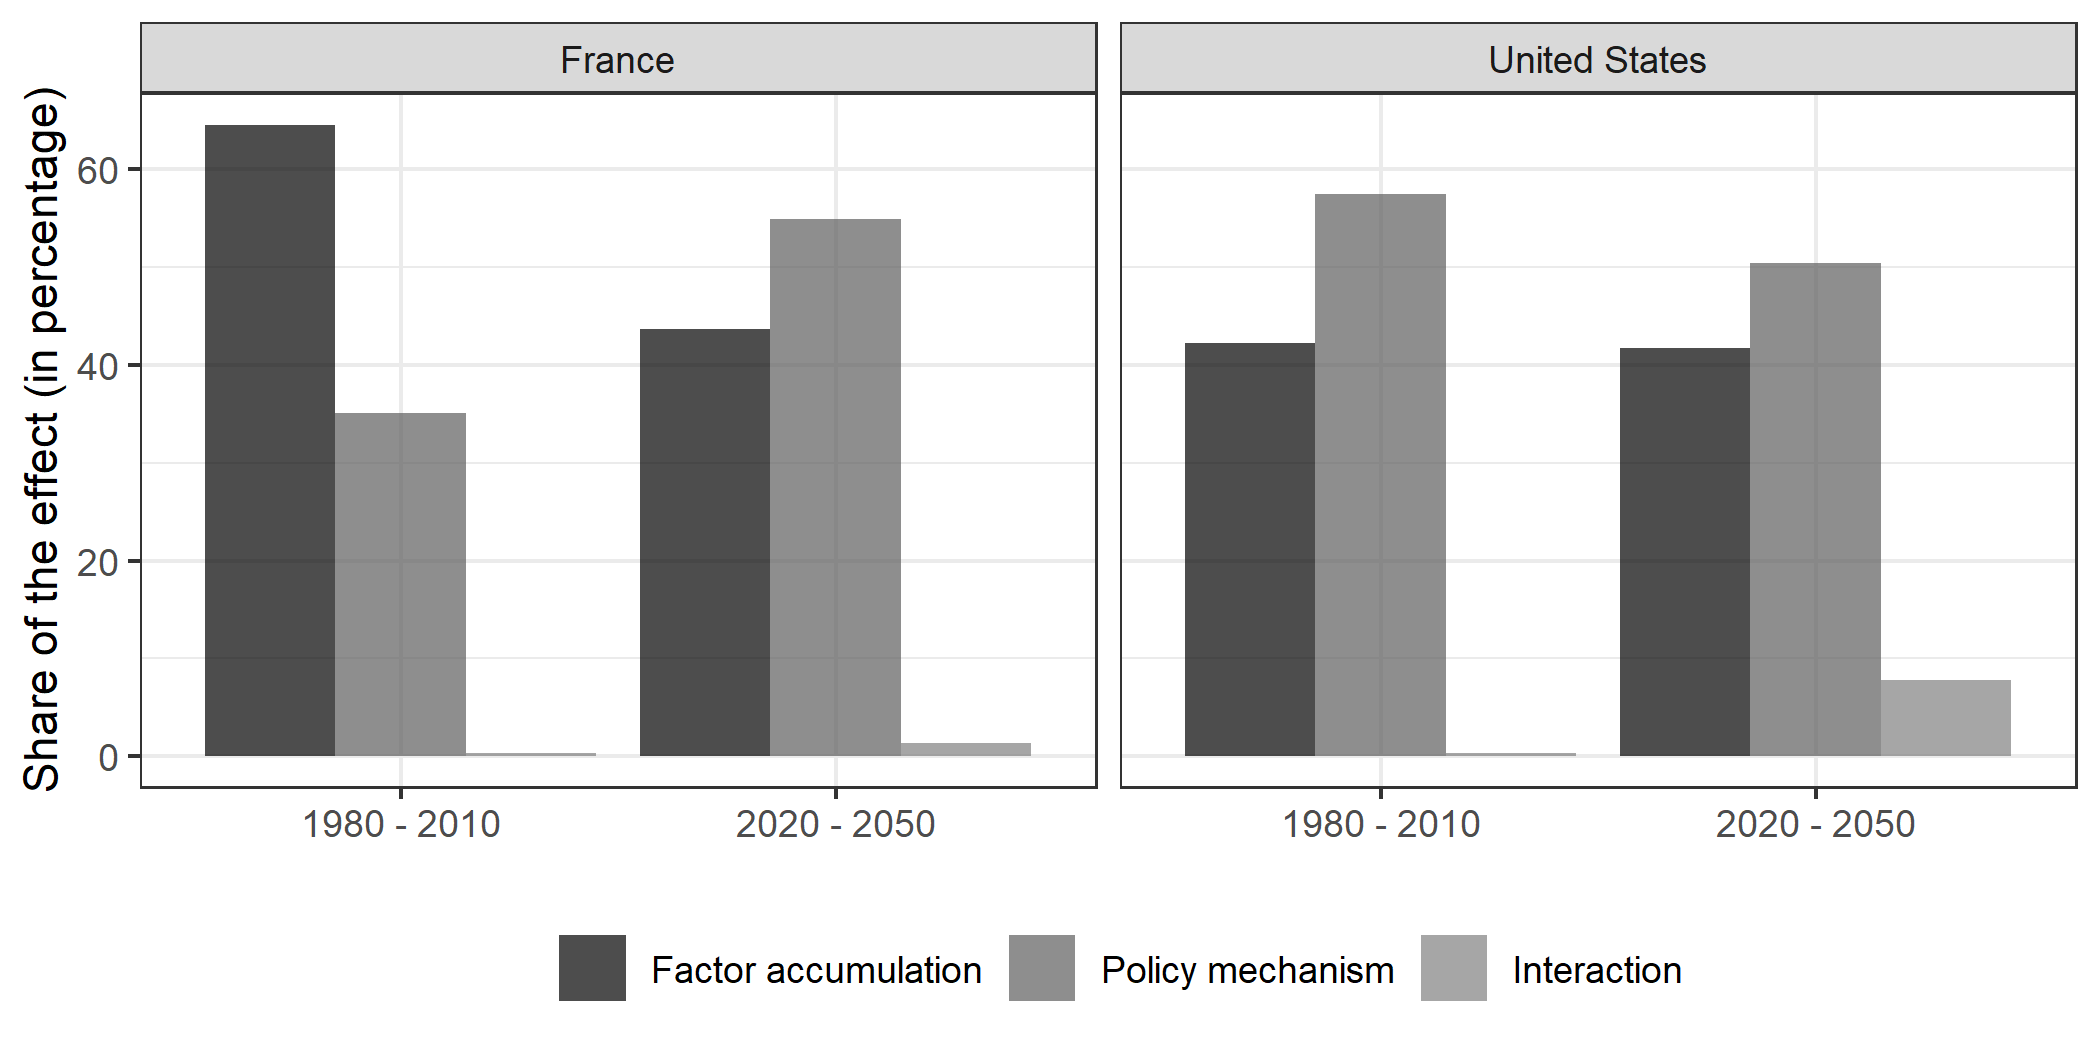 France
United States
Share of the effect (in percentage)
60
40
20
0
1980 - 2010
2020 - 2050
1980 - 2010
2020 - 2050
Factor accumulation
Policy mechanism
Interaction